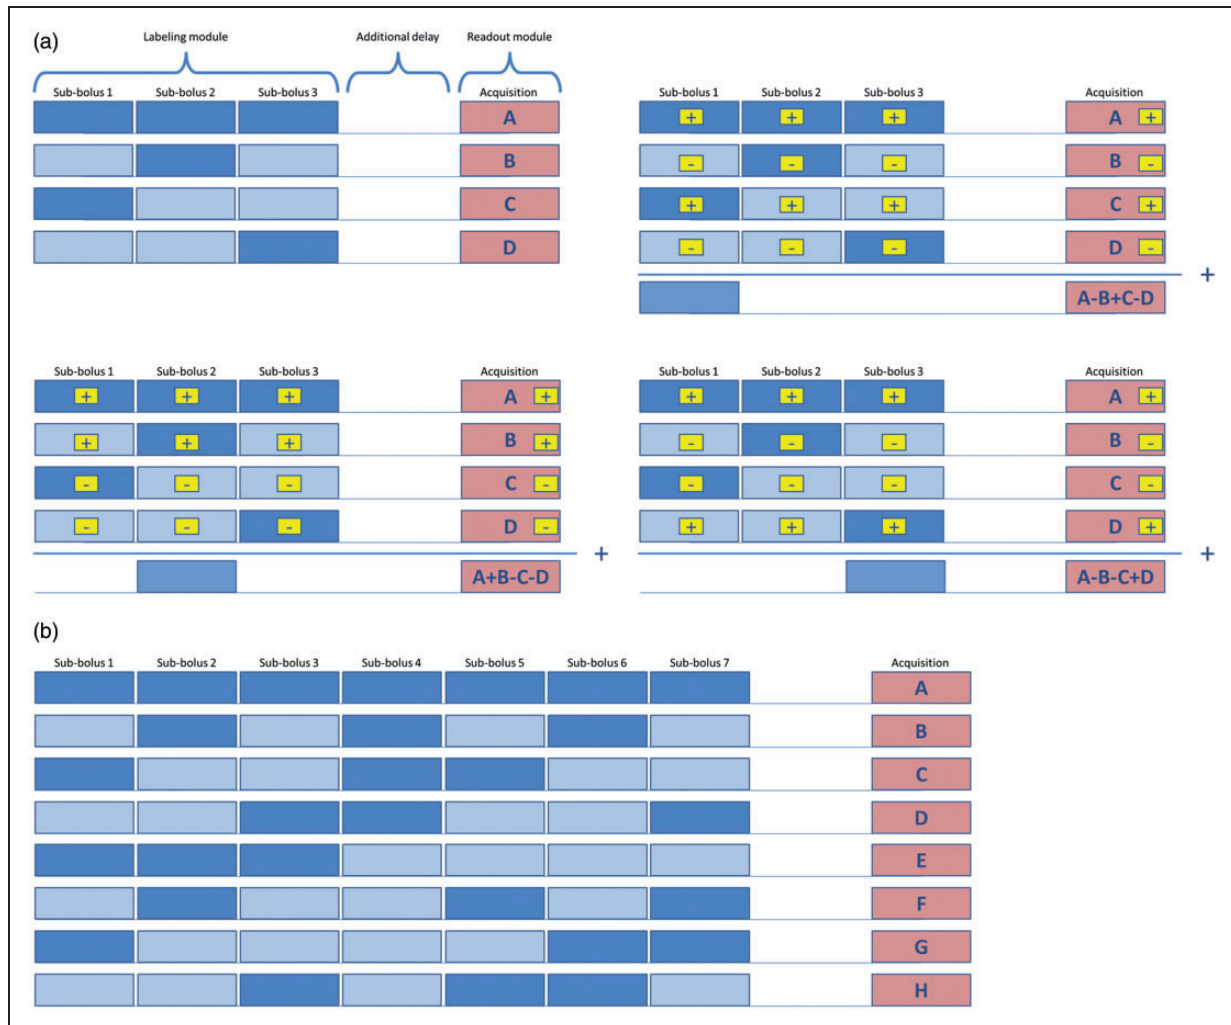 (a)
Labeling module Additional delay Readout module
Sub-bolus 1 Sub-bolus 2 Sub-bolus 3 Acquisition
A
B
C
D
Sub-bolus 1 Sub-bolus 2 Sub-bolus 3 Acquisition
+ + + A +
- - - B -
+ + + C +
- - - D -
+
A-B+C-D
Sub-bolus 1 Sub-bolus 2 Sub-bolus 3 Acquisition
+ + + A +
+ + + B +
- - - C -
- - - D -
+
A+B-C-D
Sub-bolus 1 Sub-bolus 2 Sub-bolus 3 Acquisition
+ + + A +
- - - B -
- - - C -
+ + + D +
+
A-B-C+D
(b)
Sub-bolus 1 Sub-bolus 2 Sub-bolus 3 Sub-bolus 4 Sub-bolus 5 Sub-bolus 6 Sub-bolus 7 Acquisition
A
B
C
D
E
F
G
H